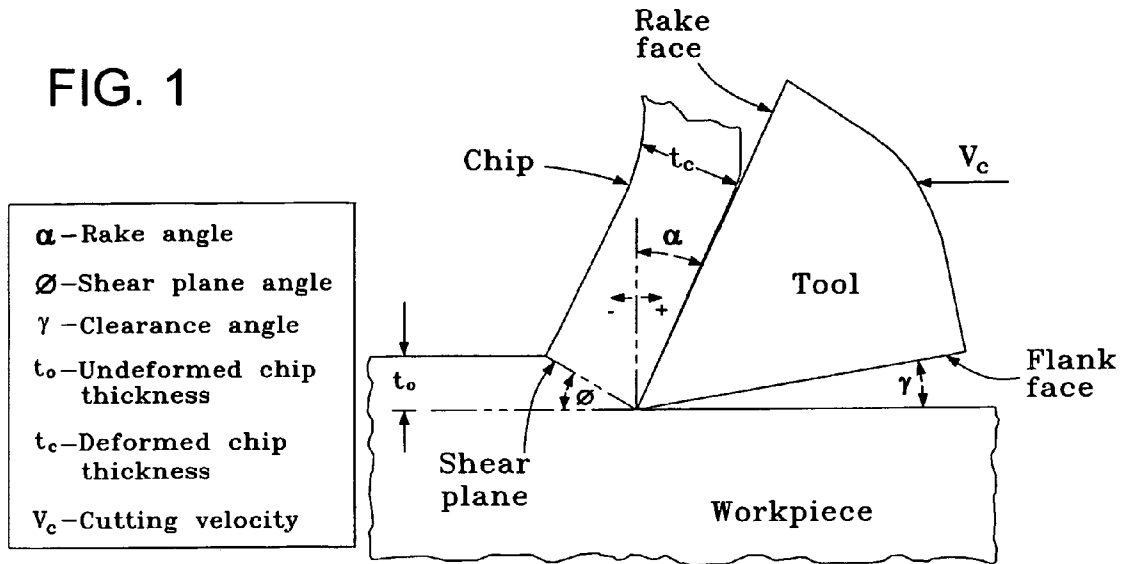 FIG. 1
Rake
face
Chip
t_c
V_c
α
- +
Tool
α–Rake angle
Ø–Shear plane angle
γ–Clearance angle
t_o–Undeformed chip
thickness
t_c–Deformed chip
thickness
V_c–Cutting velocity
t_o
Ø
γ
Flank
face
Shear
plane
Workpiece